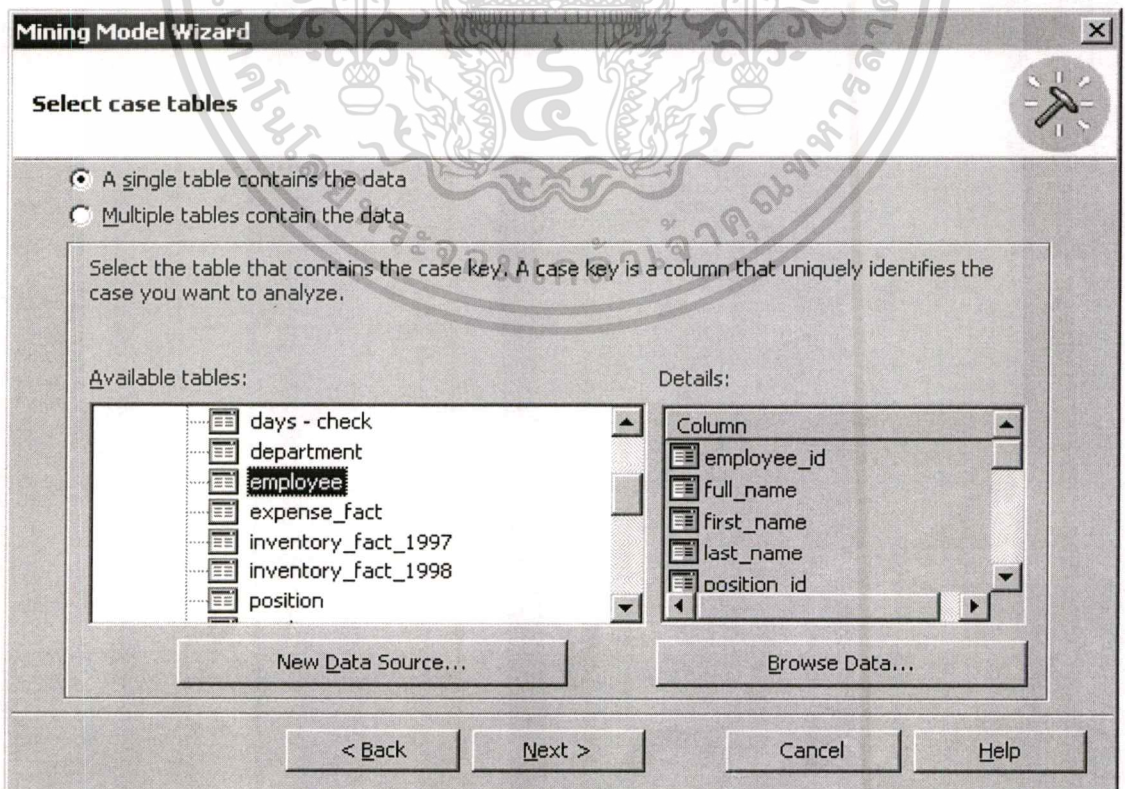 Mining Model Wizard
Select case tables
A single table contains the data
Multiple tables contain the data
Select the table that contains the case key. A case key is a column that uniquely identifies the
case you want to analyze.
Available tables:
days - check
department
employee
expense_fact
inventory_fact_1997
inventory_fact_1998
position
New Data Source...
Details:
Column
employee_id
full_name
first_name
last_name
position_id
Browse Data...
< Back
Next >
Cancel
Help